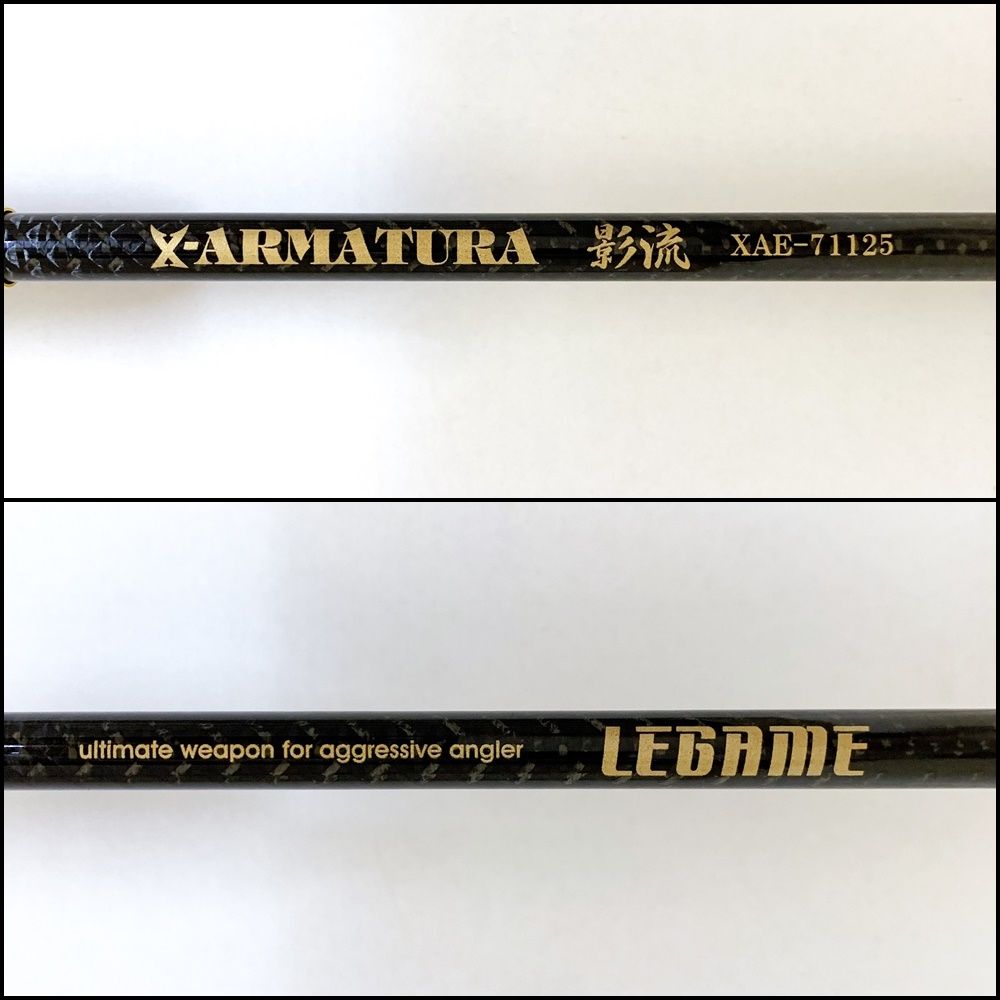 X-ARMATURA 影流 XAE-71125
ultimate weapon for aggressive angler LEGAME